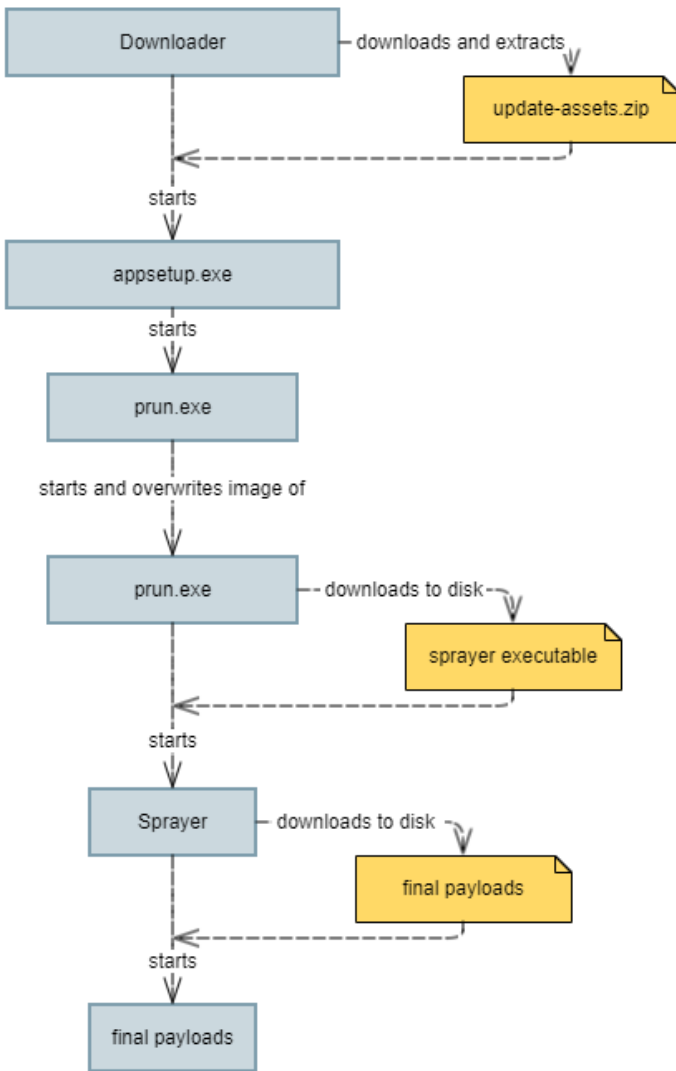 Downloader
downloads and extracts
update-assets.zip
starts
appsetup.exe
starts
prun.exe
starts and overwrites image of
prun.exe
downloads to disk
sprayer executable
starts
Sprayer
downloads to disk
final payloads
starts
final payloads